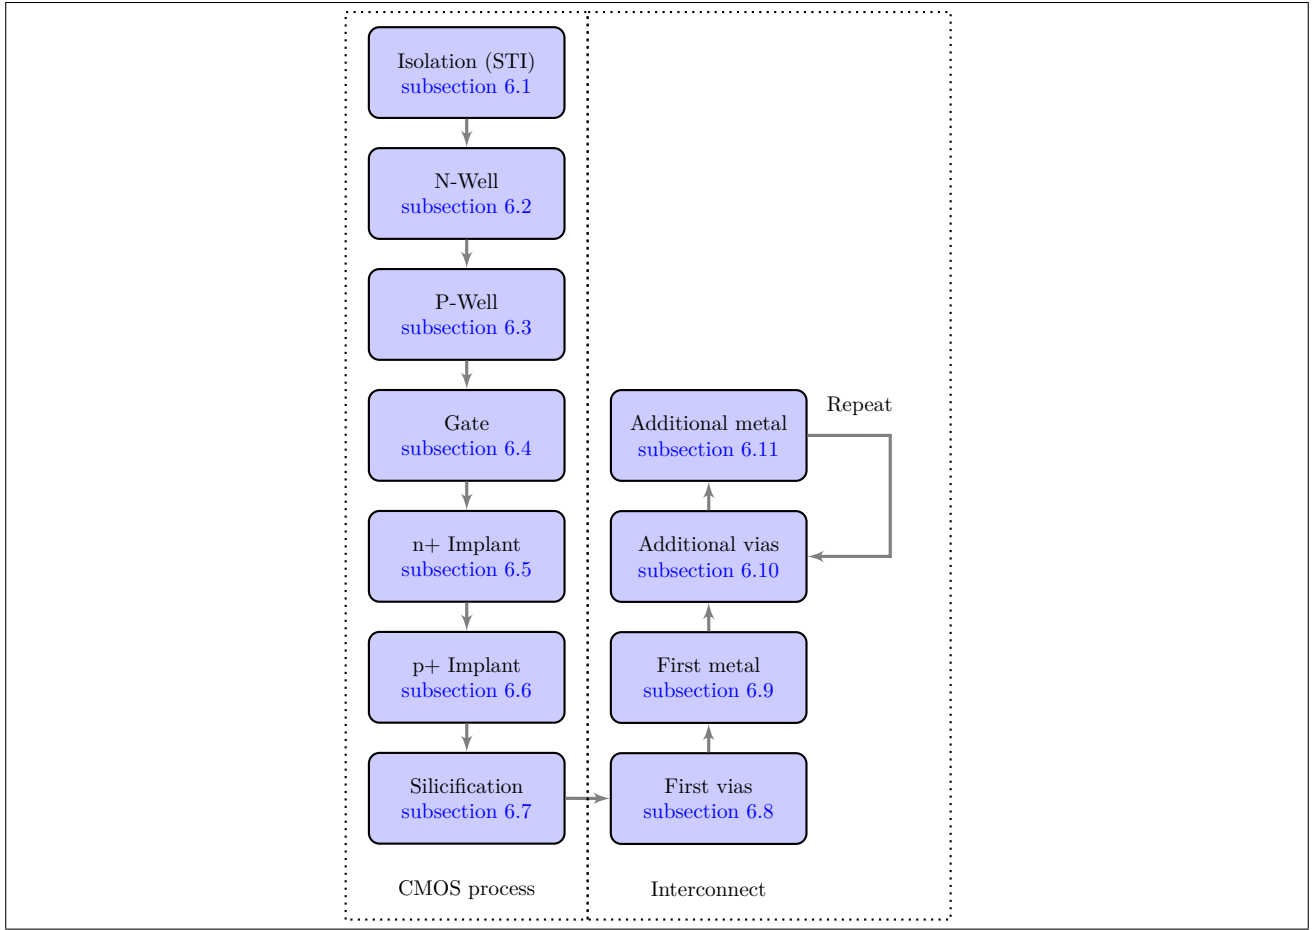 Isolation (STI)
subsection 6.1
N-Well
subsection 6.2
P-Well
subsection 6.3
Gate
subsection 6.4
n+ Implant
subsection 6.5
p+ Implant
subsection 6.6
Silicification
subsection 6.7
CMOS process
Repeat
Additional metal
subsection 6.11
Additional vias
subsection 6.10
First metal
subsection 6.9
First vias
subsection 6.8
Interconnect